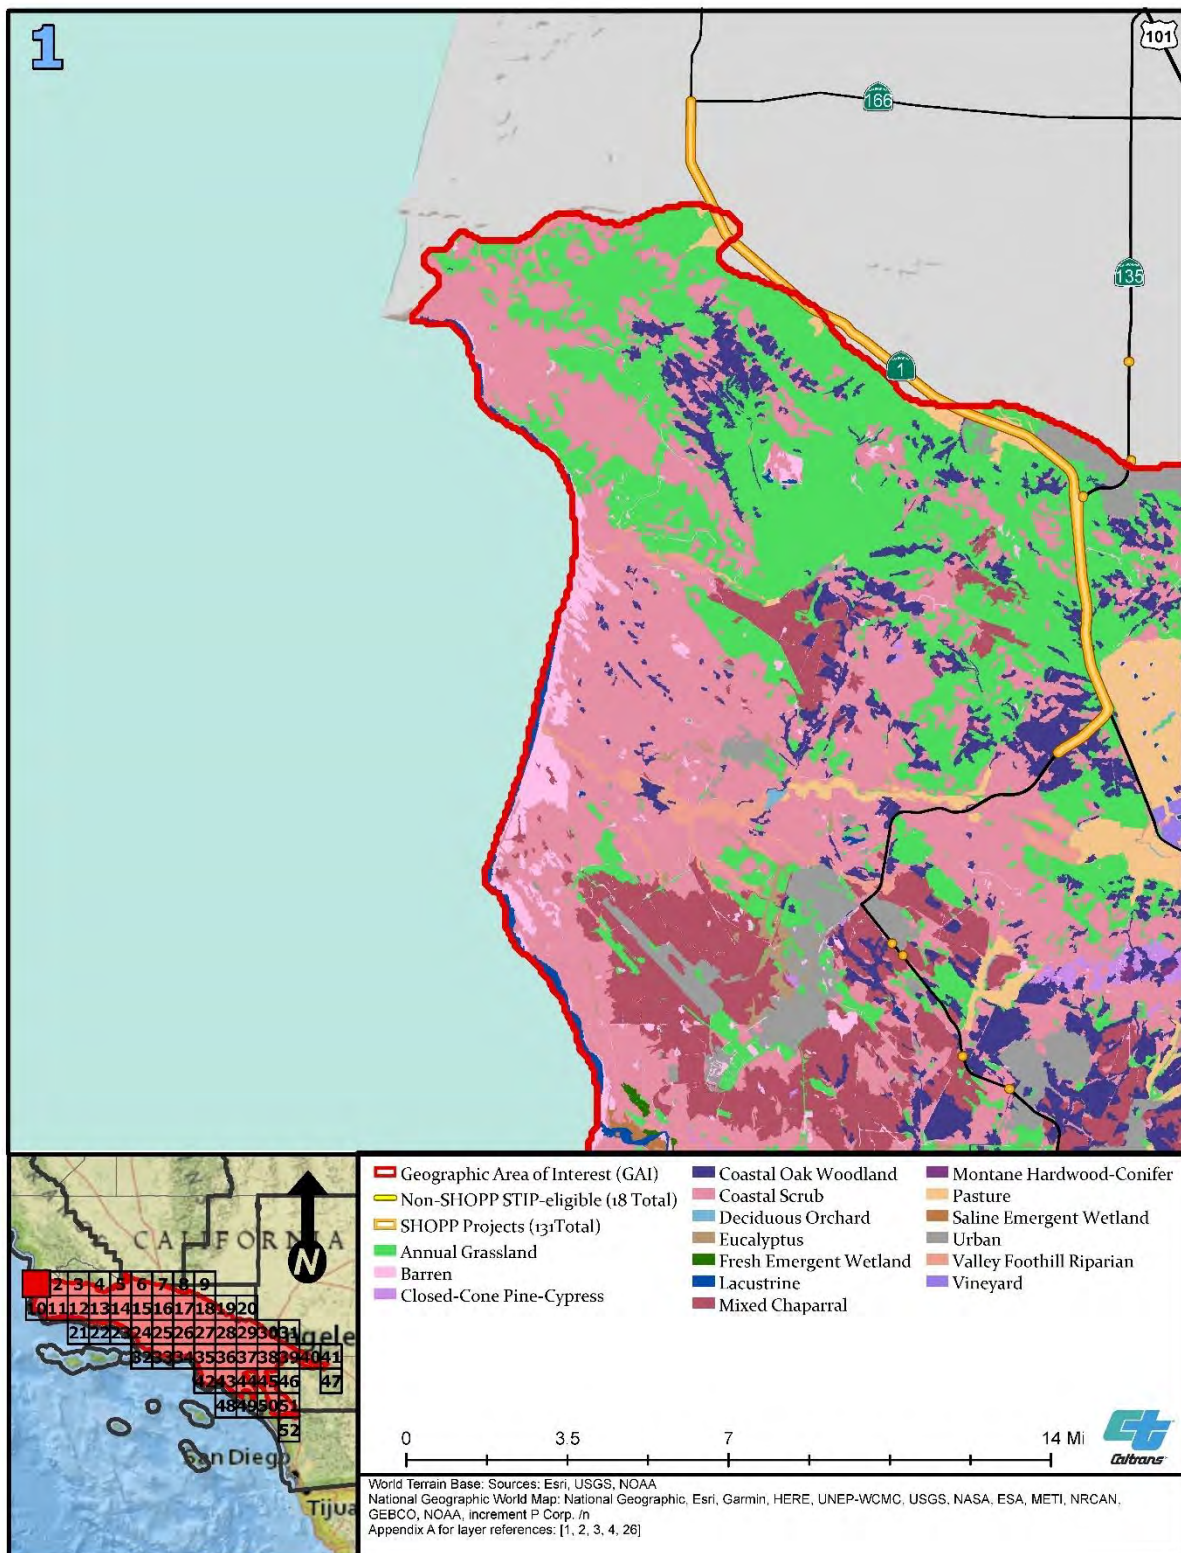 1
101
166
135
1
Geographic Area of Interest (GAI)
Non-SHOPP STIP-eligible (18 Total)
SHOPP Projects (131Total)
Annual Grassland
Barren
Closed-Cone Pine-Cypress
Coastal Oak Woodland
Coastal Scrub
Deciduous Orchard
Eucalyptus
Fresh Emergent Wetland
Lacustrine
Mixed Chaparral
Montane Hardwood-Conifer
Pasture
Saline Emergent Wetland
Urban
Valley Foothill Riparian
Vineyard
CALIFORNIA
N
2 3 4 5 6 7 8 9
10 11 12 13 14 15 16 17 18 19 20
21 22 23 24 25 26 27 28 29 30 31
ngele
32 33 34 35 36 37 38 39 40 41
42 43 44 45 46 47
48 49 50 51
52
San Diego
Tijua
0 3.5 7 14 Mi
Caltrans
World Terrain Base: Sources: Esri, USGS, NOAA
National Geographic World Map: National Geographic, Esri, Garmin, HERE, UNEP-WCMC, USGS, NASA, ESA, METI, NRCAN,
GEBCO, NOAA, increment P Corp. /n
Appendix A for layer references: [1, 2, 3, 4, 26]